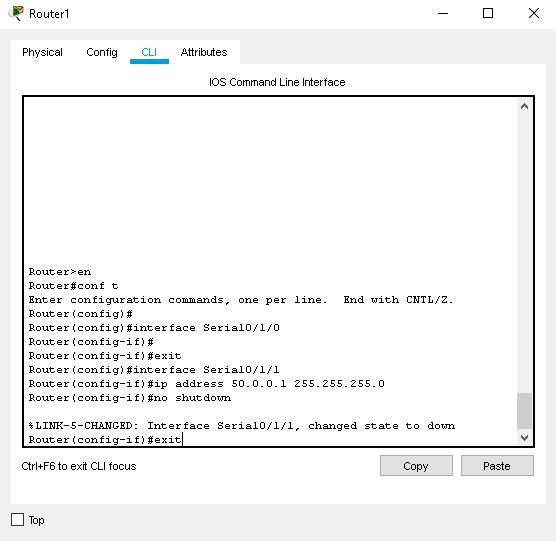 Router1
Physical Config CLI Attributes
IOS Command Line Interface
Router>en
Router#conf t
Enter configuration commands, one per line.  End with CNTL/Z.
Router(config)#
Router(config)#interface Serial0/1/0
Router(config-if)#
Router(config-if)#exit
Router(config)#interface Serial0/1/1
Router(config-if)#ip address 50.0.0.1 255.255.255.0
Router(config-if)#no shutdown
%LINK-5-CHANGED: Interface Serial0/1/1, changed state to down
Router(config-if)#exit
Ctrl+F6 to exit CLI focus
Copy Paste
Top